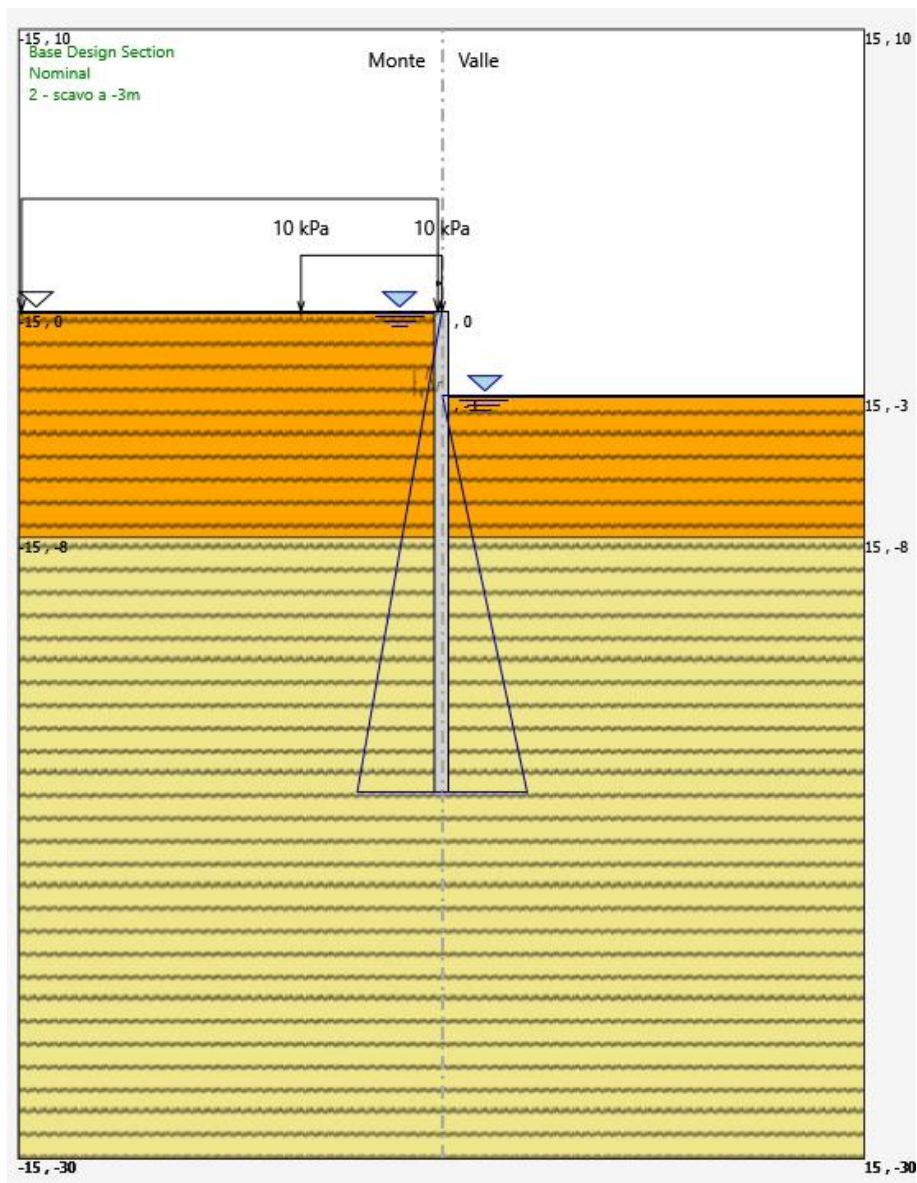 -15 , 10
15 , 10
Base Design Section
Nominal
2 - scavo a -3m
Monte
Valle
10 kPa
10 kPa
-15, 0
, 0
15 , -3
-15 , -8
15 , -8
-15 , -30
15 , -30